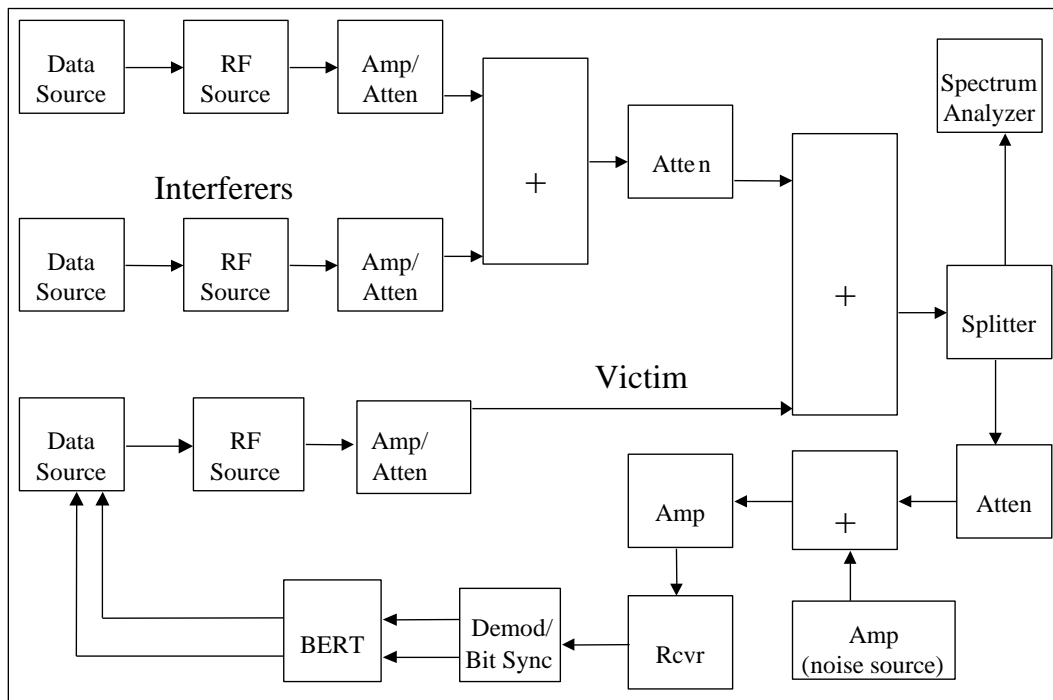 Data
Source
RF
Source
Amp/
Atten
+
Atten
Spectrum
Analyzer
Interferers
Data
Source
RF
Source
Amp/
Atten
+
Splitter
Victim
Data
Source
RF
Source
Amp/
Atten
Amp
+
Atten
BERT
Demod/
Bit Sync
Rcvr
Amp
(noise source)